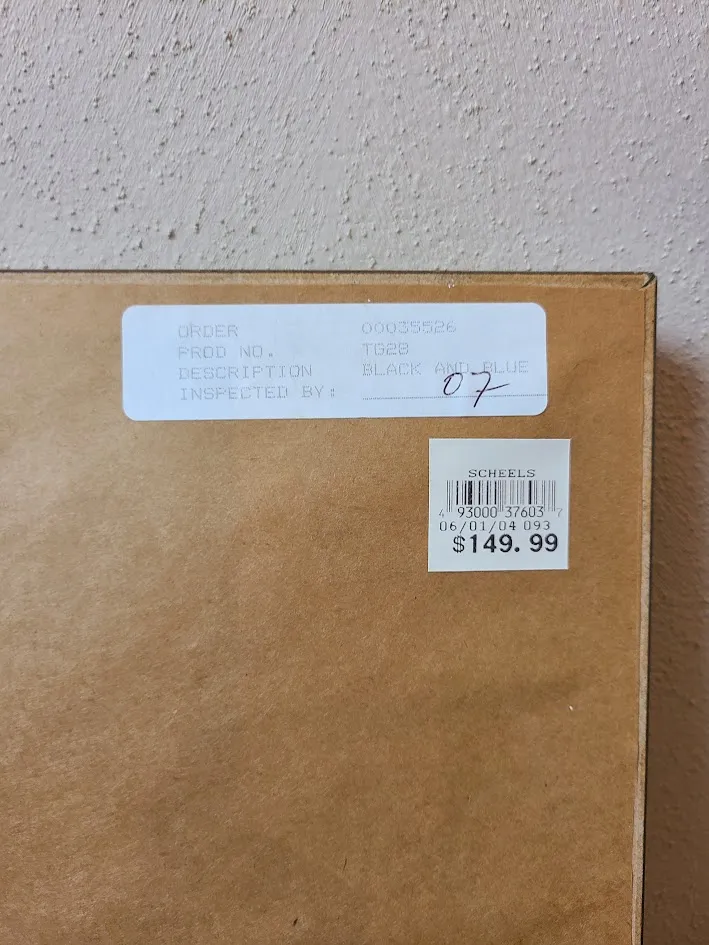 ORDER 00035526
PROD NO. TG28
DESCRIPTION BLACK AND BLUE
INSPECTED BY: 07
SCHEELS
4 93000 37603 7
06/01/04 093
$149.99